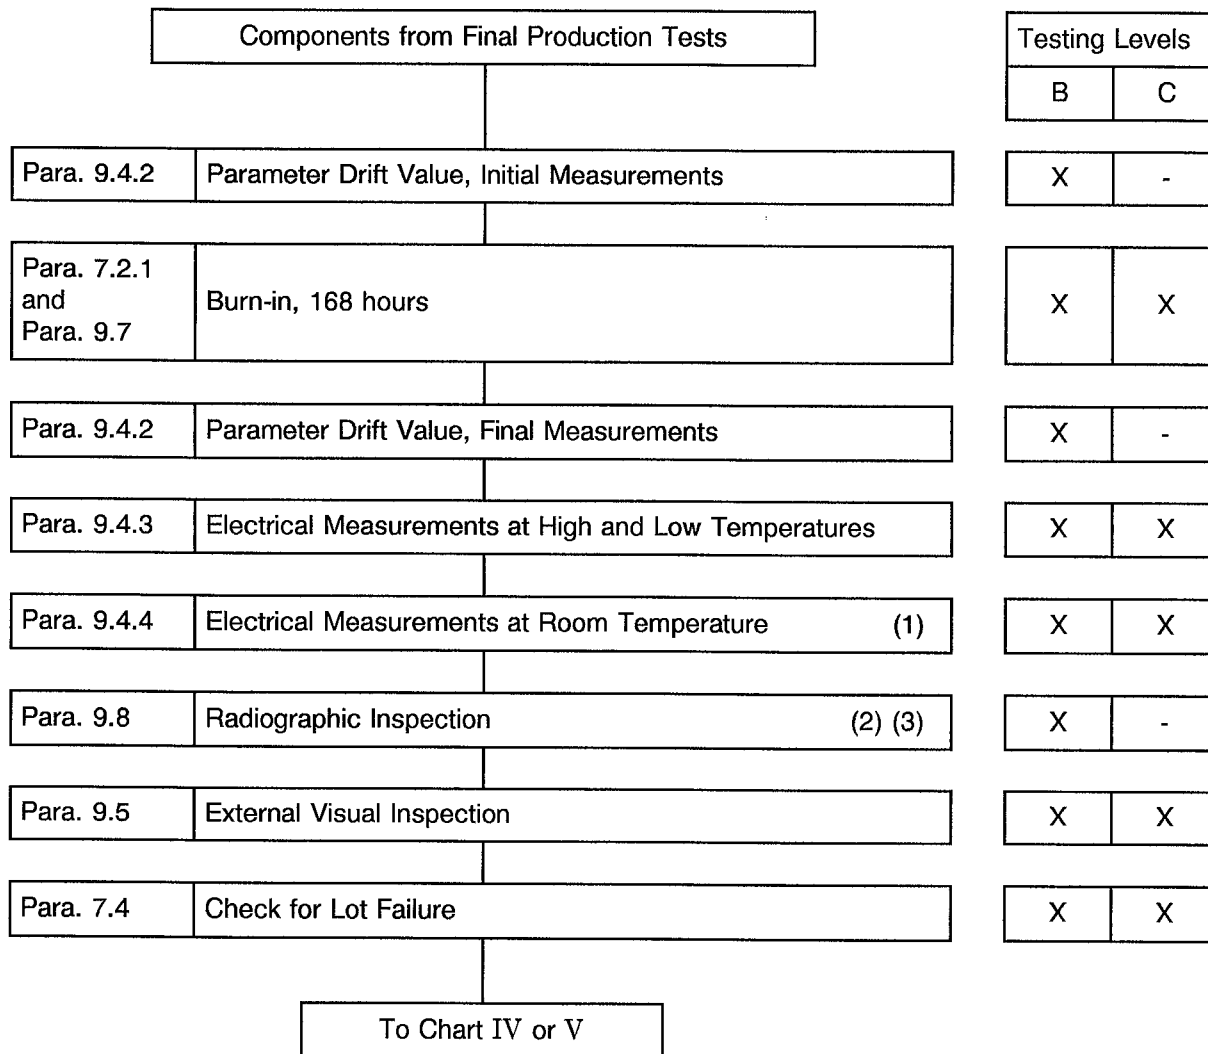 Components from Final Production Tests
Testing Levels
B C
Para. 9.4.2 Parameter Drift Value, Initial Measurements X -
Para. 7.2.1
and
Para. 9.7
Burn-in, 168 hours X X
Para. 9.4.2 Parameter Drift Value, Final Measurements X -
Para. 9.4.3 Electrical Measurements at High and Low Temperatures X X
Para. 9.4.4 Electrical Measurements at Room Temperature (1) X X
Para. 9.8 Radiographic Inspection (2) (3) X -
Para. 9.5 External Visual Inspection X X
Para. 7.4 Check for Lot Failure X X
To Chart IV or V